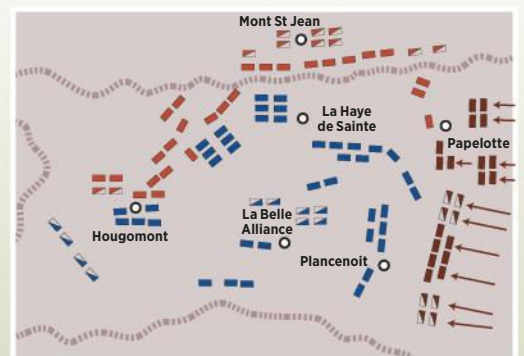 Mont St Jean
La Haye
de Sainte
Papelotte
La Belle
Alliance
Hougomont
Plancenoit